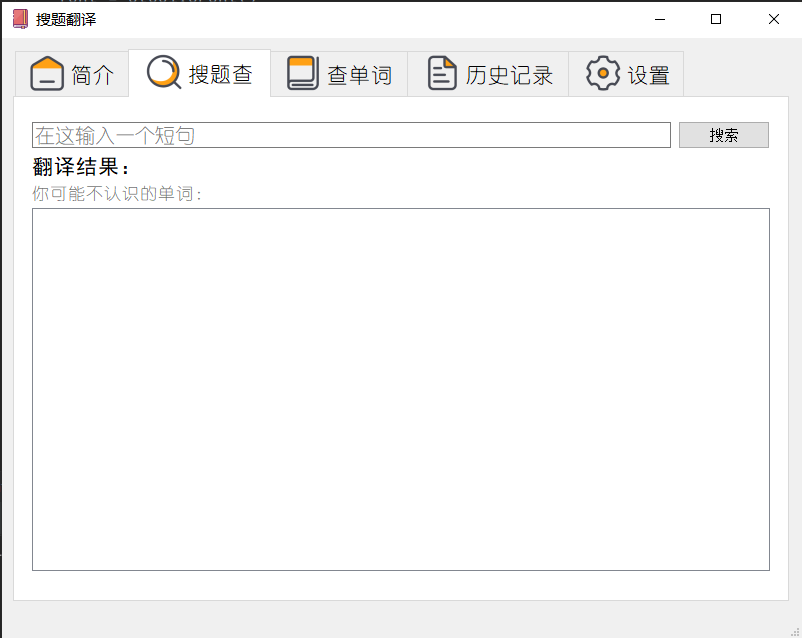 搜题翻译
简介 搜题查 查单词 历史记录 设置
在这输入一个短句 搜索
翻译结果：
你可能不认识的单词：